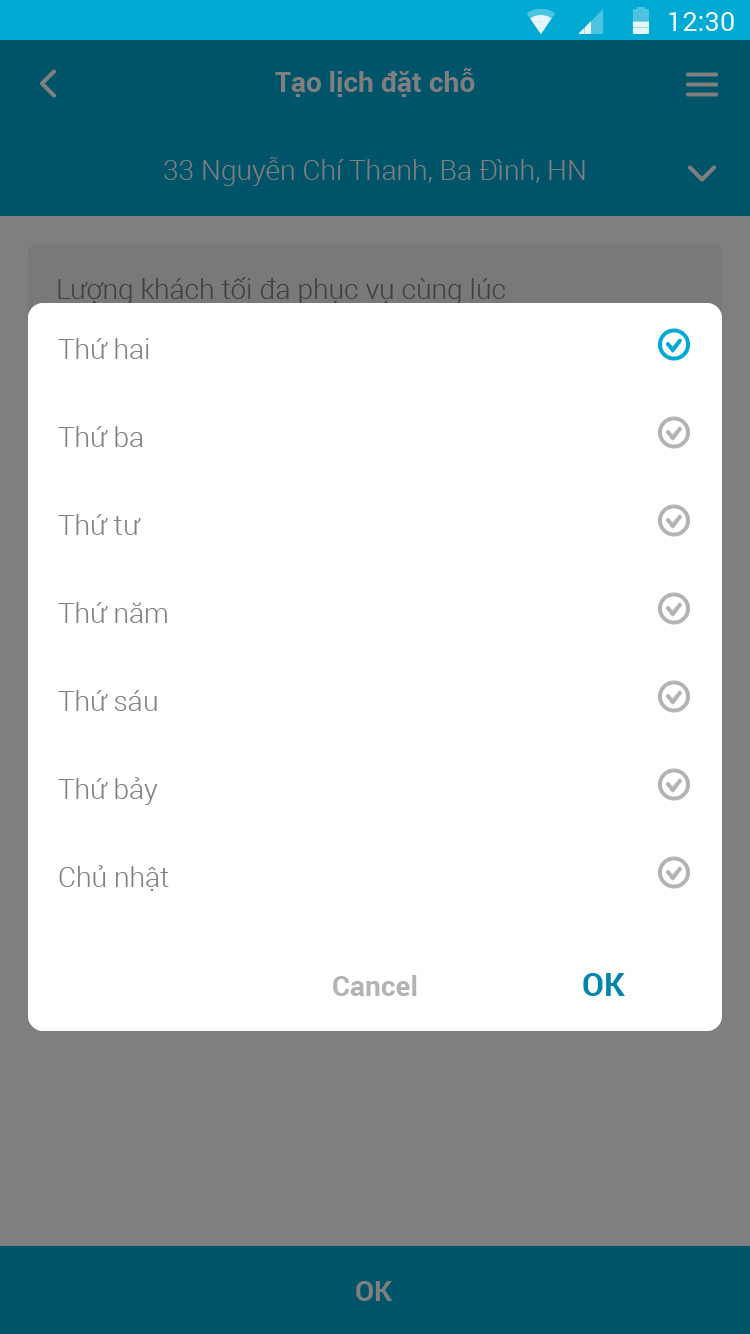 12:30
Tạo lịch đặt chỗ
33 Nguyễn Chí Thanh, Ba Đình, HN
Lượng khách tối đa phục vụ cùng lúc
Thứ hai
Thứ ba
Thứ tư
Thứ năm
Thứ sáu
Thứ bảy
Chủ nhật
Cancel OK
OK